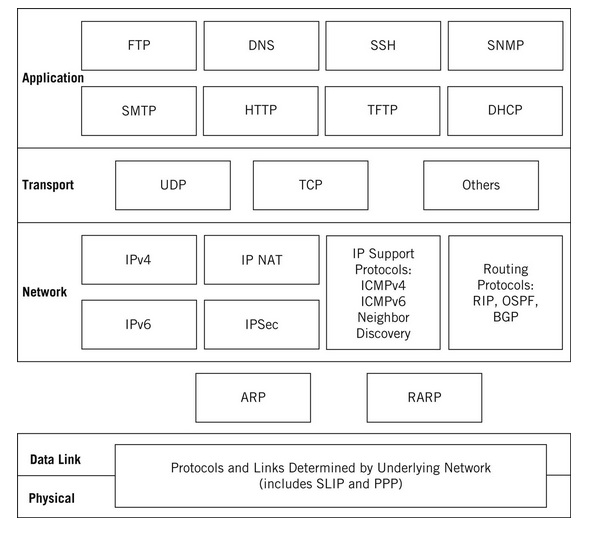 Application
FTP
DNS
SSH
SNMP
SMTP
HTTP
TFTP
DHCP
Transport
UDP
TCP
Others
Network
IPv4
IP NAT
IPv6
IPSec
IP Support
Protocols:
ICMPv4
ICMPv6
Neighbor
Discovery
Routing
Protocols:
RIP, OSPF,
BGP
ARP
RARP
Data Link
Physical
Protocols and Links Determined by Underlying Network
(includes SLIP and PPP)